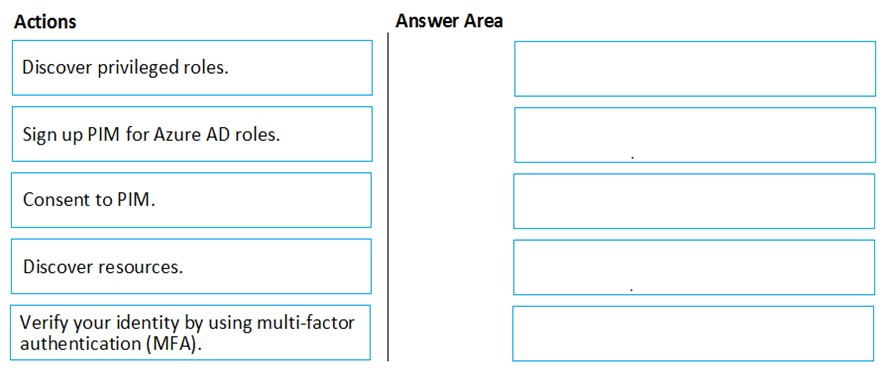 Actions
Answer Area
Discover privileged roles.
Sign up PIM for Azure AD roles.
Consent to PIM.
Discover resources.
Verify your identity by using multi-factor
authentication (MFA).